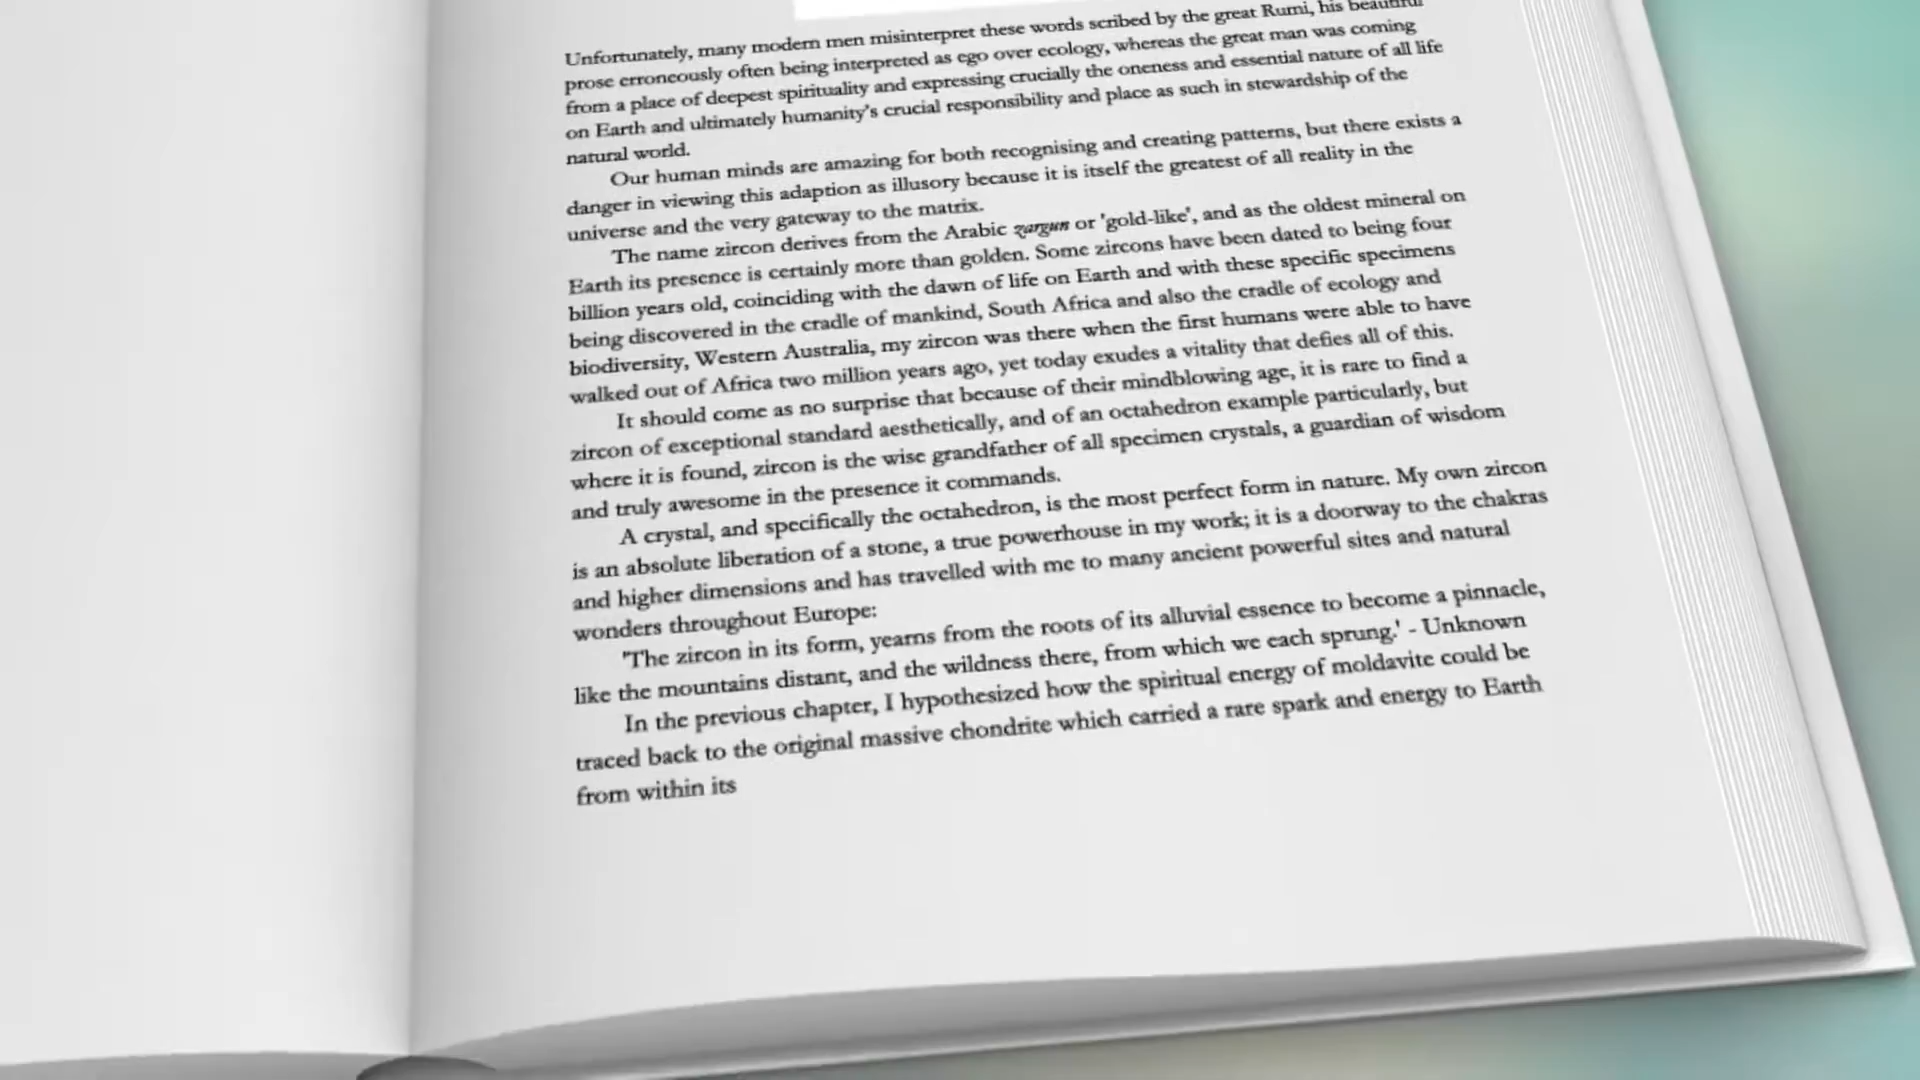 Unfortunately, many modern men misinterpret these words scribed by the great Rumi, his beautiful
prose erroneously often being interpreted as ego over ecology, whereas the great man was coming
from a place of deepest spirituality and expressing crucially the oneness and essential nature of all life
on Earth and ultimately humanity's crucial responsibility and place as such in stewardship of the
natural world.
Our human minds are amazing for both recognising and creating patterns, but there exists a
danger in viewing this adaption as illusory because it is itself the greatest of all reality in the
universe and the very gateway to the matrix.
The name zircon derives from the Arabic zargun or 'gold-like', and as the oldest mineral on
Earth its presence is certainly more than golden. Some zircons have been dated to being four
billion years old, coinciding with the dawn of life on Earth and with these specific specimens
being discovered in the cradle of mankind, South Africa and also the cradle of ecology and
biodiversity, Western Australia, my zircon was there when the first humans were able to have
walked out of Africa two million years ago, yet today exudes a vitality that defies all of this.
It should come as no surprise that because of their mindblowing age, it is rare to find a
zircon of exceptional standard aesthetically, and of an octahedron example particularly, but
where it is found, zircon is the wise grandfather of all specimen crystals, a guardian of wisdom
and truly awesome in the presence it commands.
A crystal, and specifically the octahedron, is the most perfect form in nature. My own zircon
is an absolute liberation of a stone, a true powerhouse in my work; it is a doorway to the chakras
and higher dimensions and has travelled with me to many ancient powerful sites and natural
wonders throughout Europe:
'The zircon in its form, yearns from the roots of its alluvial essence to become a pinnacle,
like the mountains distant, and the wildness there, from which we each sprung.' - Unknown
In the previous chapter, I hypothesized how the spiritual energy of moldavite could be
traced back to the original massive chondrite which carried a rare spark and energy to Earth
from within its